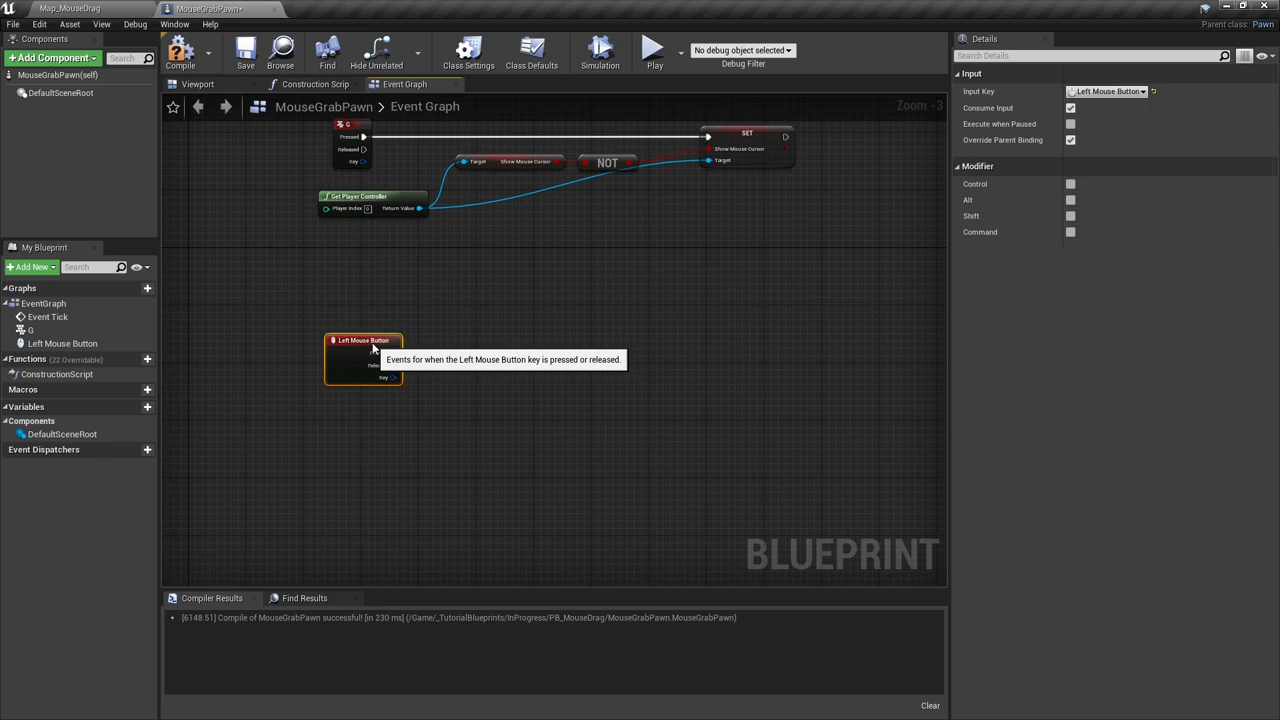 Map_MouseDrag
MouseGrabPawn*
File Edit Asset View Debug Window Help
Parent class: Pawn
Components
Add Component
Search
MouseGrabPawn(self)
DefaultSceneRoot
Compile
Save
Browse
Find
Hide Unrelated
Class Settings
Class Defaults
Simulation
Play
No debug object selected
Debug Filter
Viewport
Construction Scrip
Event Graph
MouseGrabPawn > Event Graph
Zoom -3
G
Pressed
Released
Key
Target Show Mouse Cursor
NOT
SET
Show Mouse Cursor
Target
Get Player Controller
Player Index 0 Return Value
Left Mouse Button
Key
Events for when the Left Mouse Button key is pressed or released.
BLUEPRINT
My Blueprint
Add New
Search
Graphs
EventGraph
Event Tick
G
Left Mouse Button
Functions (22 Overridable)
ConstructionScript
Macros
Variables
Components
DefaultSceneRoot
Event Dispatchers
Compiler Results
Find Results
[6148.51] Compile of MouseGrabPawn successful! [in 230 ms] (/Game/_TutorialBlueprints/InProgress/PB_MouseDrag/MouseGrabPawn.MouseGrabPawn)
Clear
Details
Search Details
Input
Input Key Left Mouse Button
Consume Input
Execute when Paused
Override Parent Binding
Modifier
Control
Alt
Shift
Command